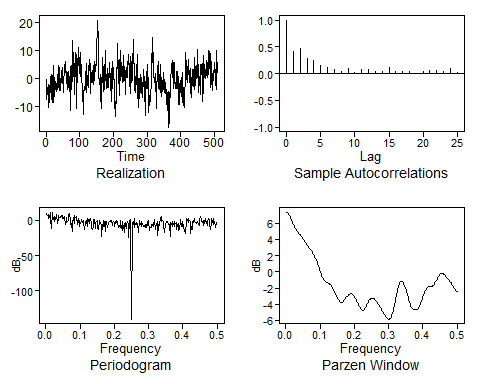 20
10
0
-10
0 100 200 300 400 500
Time
Realization
1.0
0.5
0.0
-0.5
-1.0
0 5 10 15 20 25
Lag
Sample Autocorrelations
0
-50
-100
dB
0.0 0.1 0.2 0.3 0.4 0.5
Frequency
Periodogram
6
4
2
0
-2
-4
-6
dB
0.0 0.1 0.2 0.3 0.4 0.5
Frequency
Parzen Window